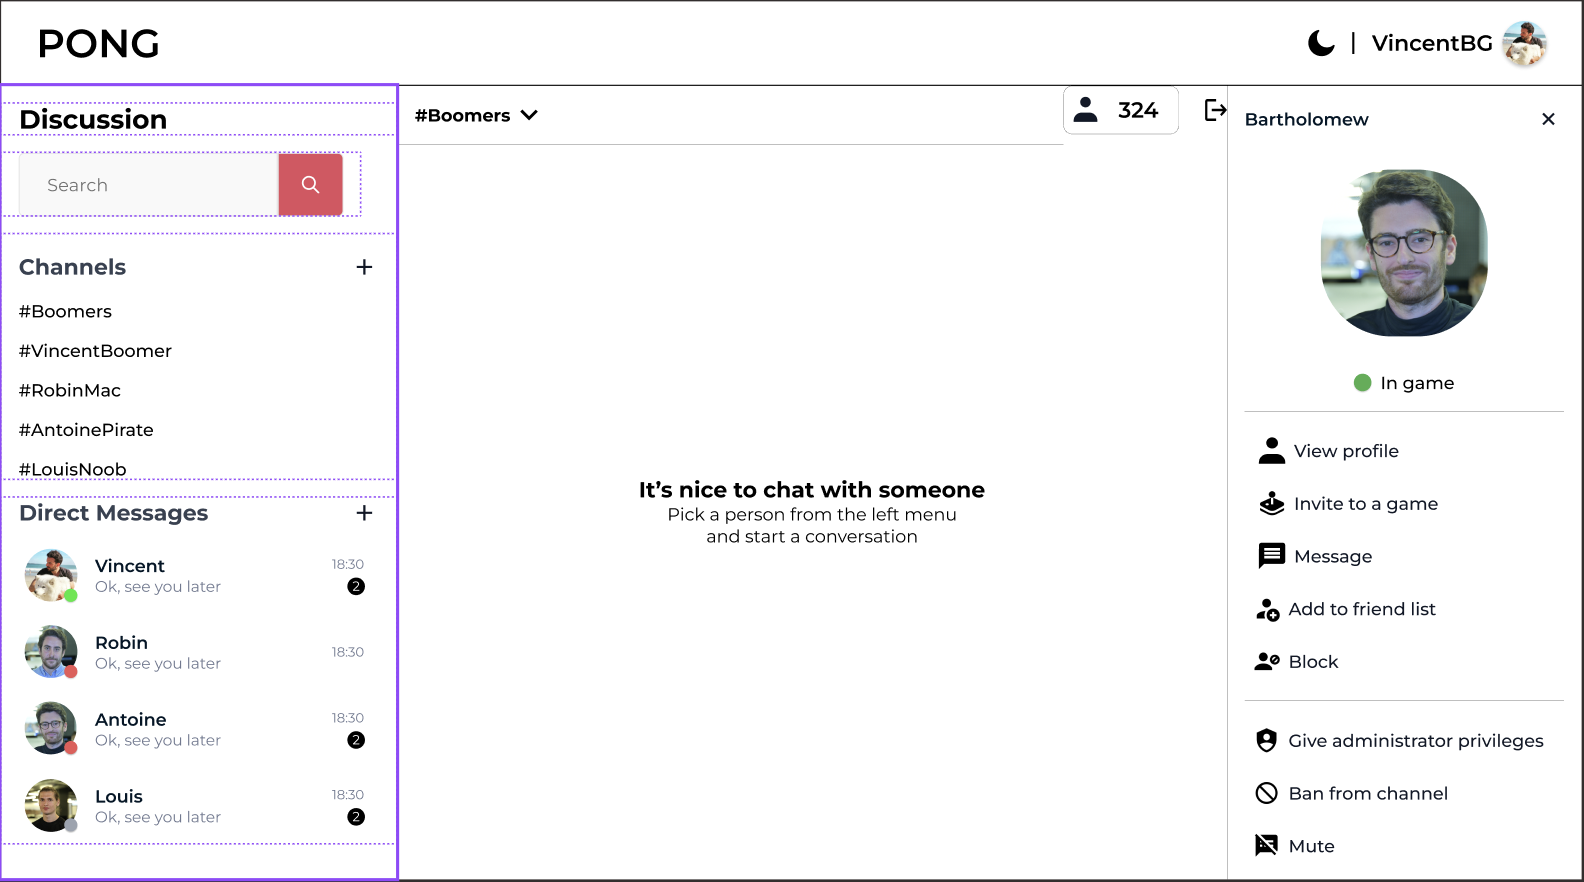 PONG
VincentBG
Discussion
Search
Channels
#Boomers
#VincentBoomer
#RobinMac
#AntoinePirate
#LouisNoob
Direct Messages
Vincent
18:30
Ok, see you later
2
Robin
Ok, see you later
18:30
Antoine
18:30
Ok, see you later
2
Louis
18:30
Ok, see you later
2
#Boomers
324
It’s nice to chat with someone
Pick a person from the left menu
and start a conversation
Bartholomew
In game
View profile
Invite to a game
Message
Add to friend list
Block
Give administrator privileges
Ban from channel
Mute